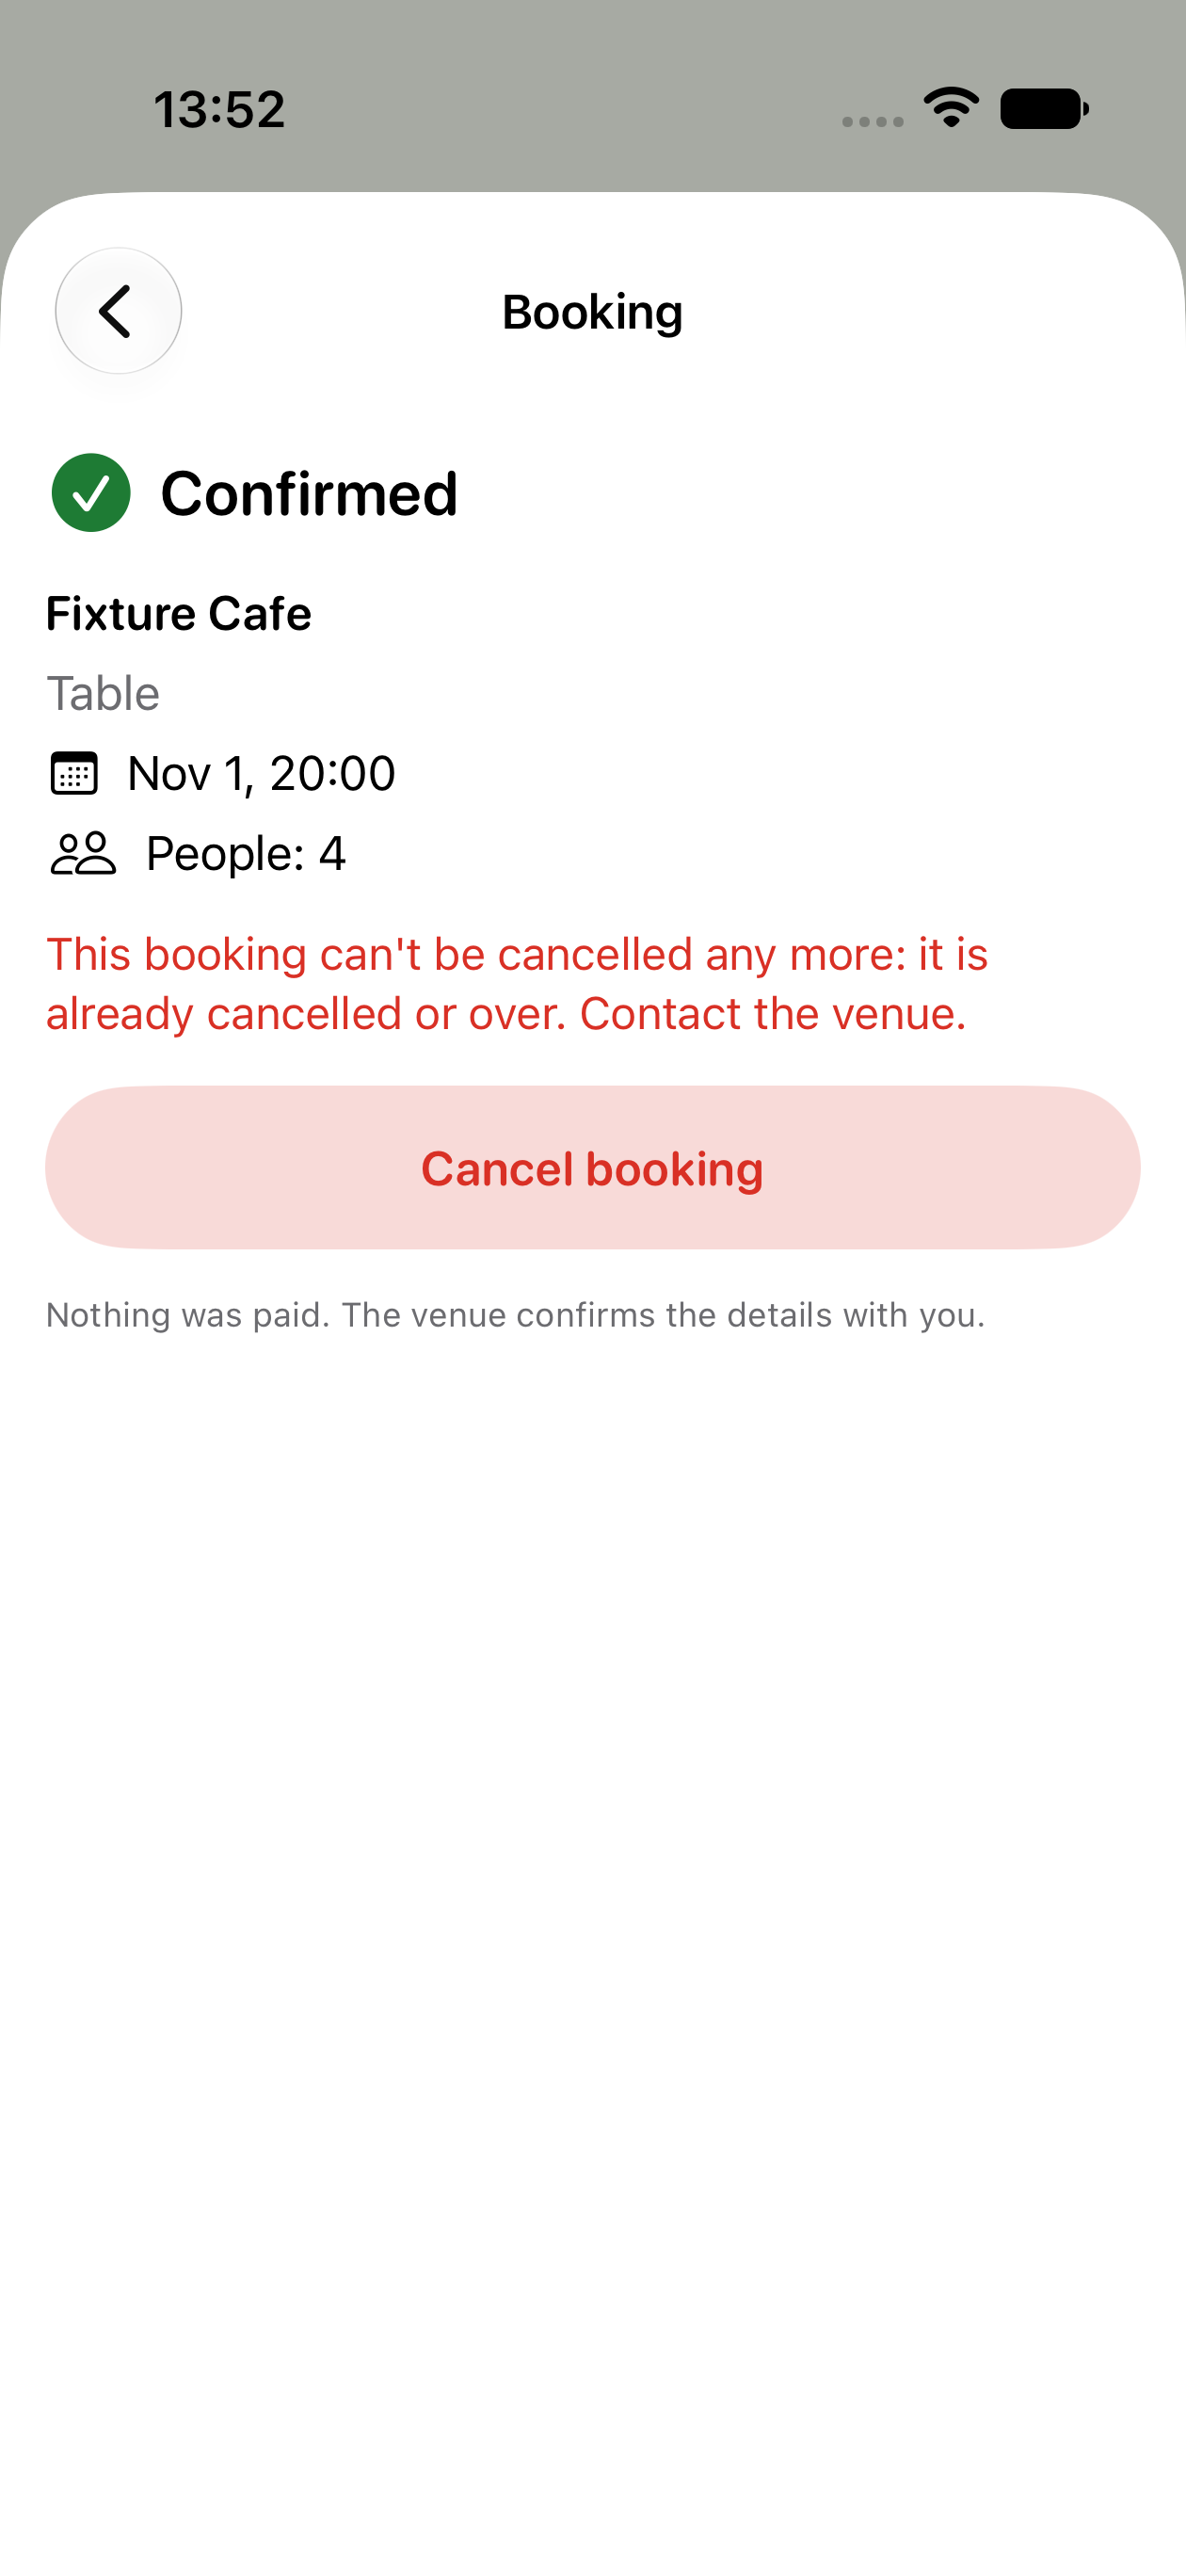 13:52
Booking
Confirmed
Fixture Cafe
Table
Nov 1, 20:00
People: 4
This booking can't be cancelled any more: it is
already cancelled or over. Contact the venue.
Cancel booking
Nothing was paid. The venue confirms the details with you.